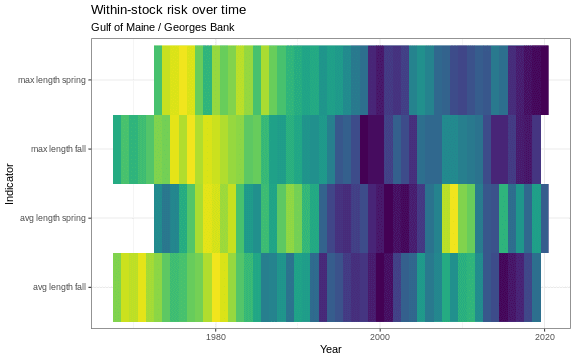 Within-stock risk over time
Gulf of Maine / Georges Bank
Indicator
max length spring
max length fall
avg length spring
avg length fall
1980
2000
2020
Year